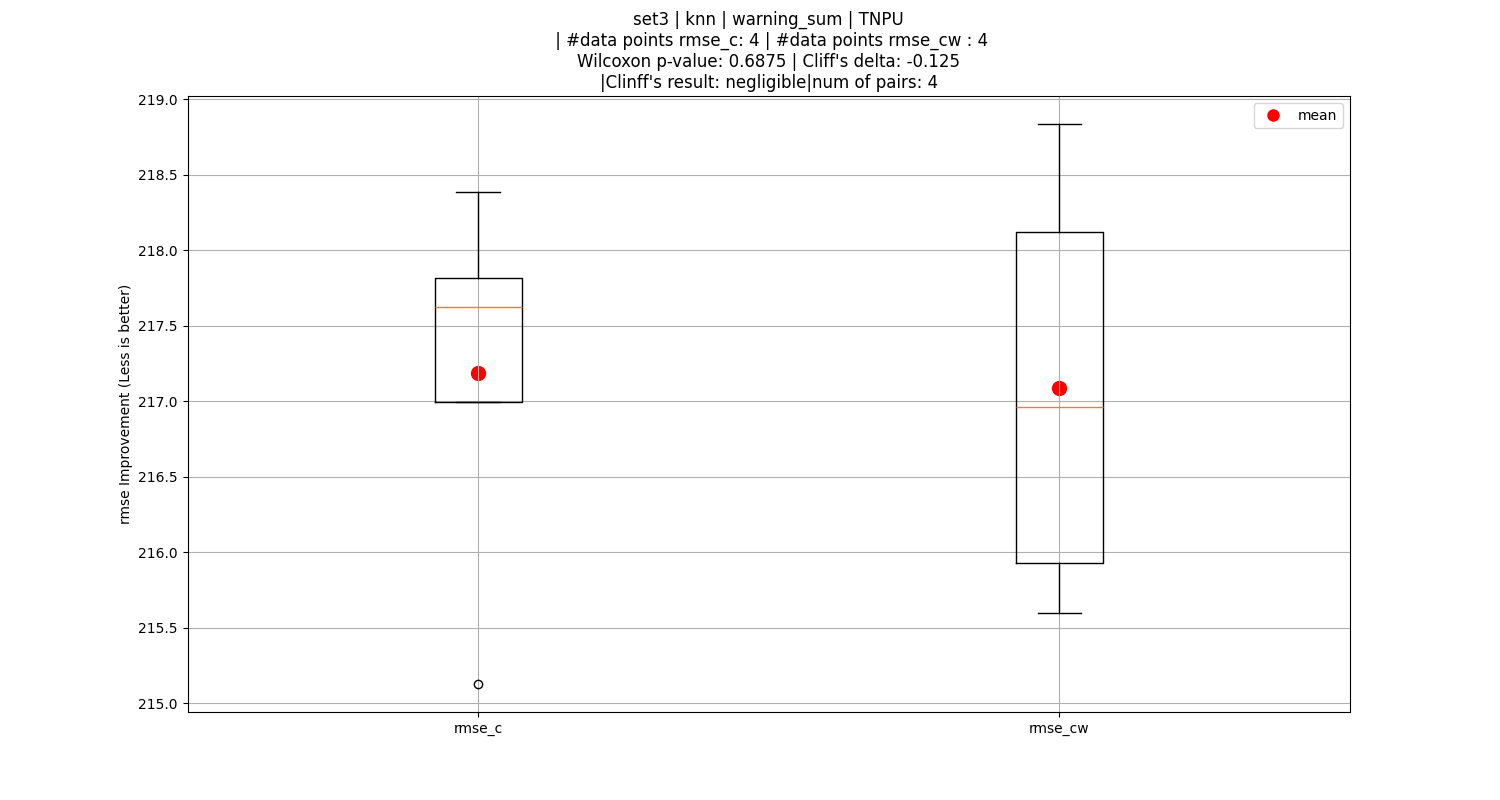 set3 | knn | warning_sum | TNPU
| #data points rmse_c: 4 | #data points rmse_cw : 4
Wilcoxon p-value: 0.6875 | Cliff's delta: -0.125
|Clinff's result: negligible|num of pairs: 4
mean
rmse Improvement (Less is better)
219.0
218.5
218.0
217.5
217.0
216.5
216.0
215.5
215.0
rmse_c
rmse_cw